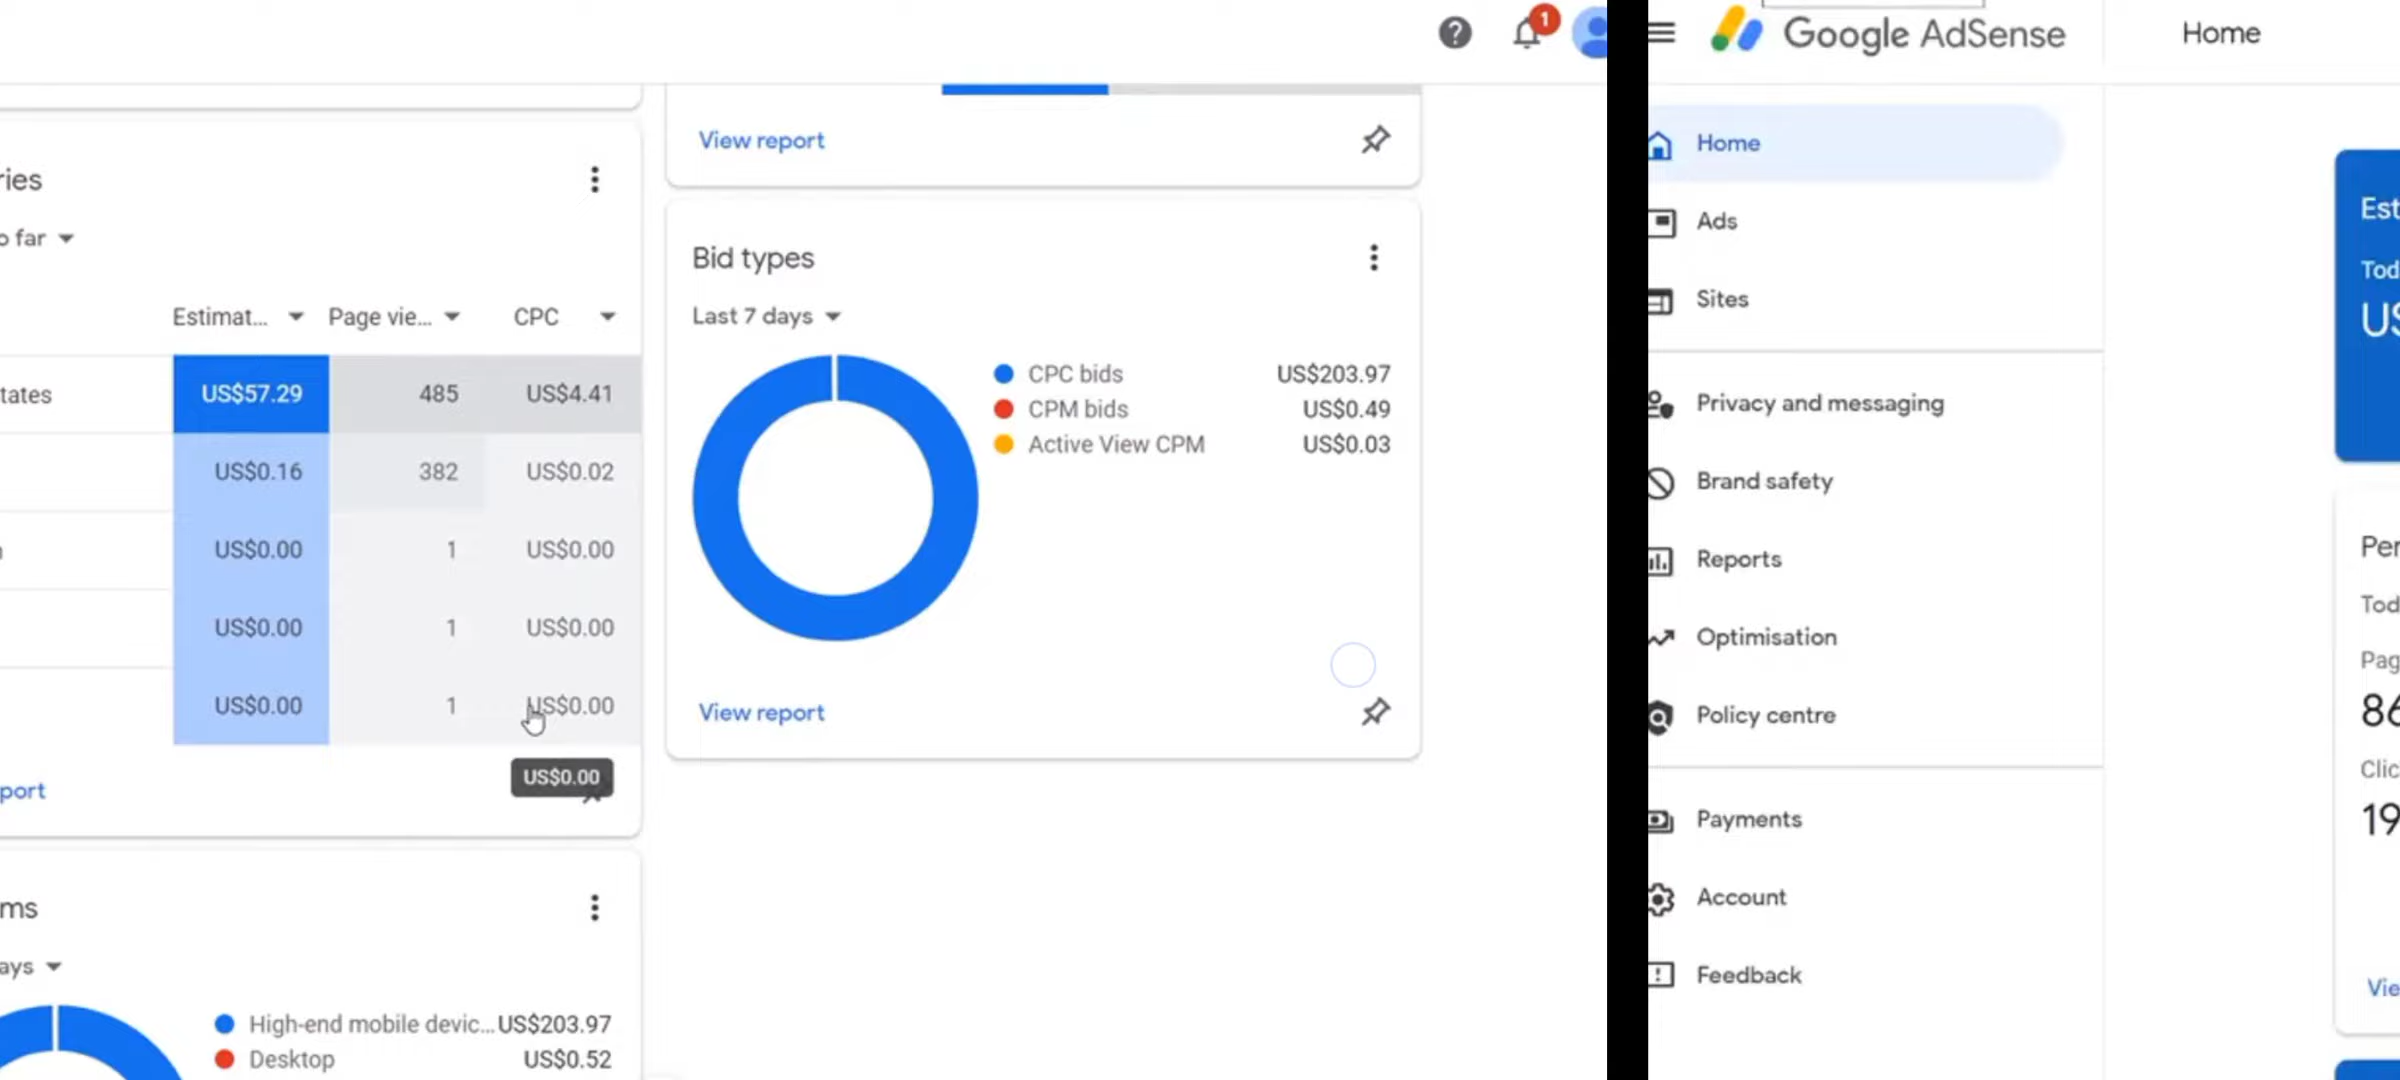 1
View report
ries
o far
Estimat... Page vie... CPC
tates US$57.29 485 US$4.41
US$0.16 382 US$0.02
US$0.00 1 US$0.00
US$0.00 1 US$0.00
US$0.00 1 US$0.00
US$0.00
port
Bid types
Last 7 days
CPC bids US$203.97
CPM bids US$0.49
Active View CPM US$0.03
View report
ms
ays
High-end mobile devic... US$203.97
Desktop US$0.52
Google AdSense
Home
Home
Ads
Sites
Privacy and messaging
Brand safety
Reports
Optimisation
Policy centre
Payments
Account
Feedback
Est
Tod
US
Per
Tod
Pag
86
Clic
19
Vie